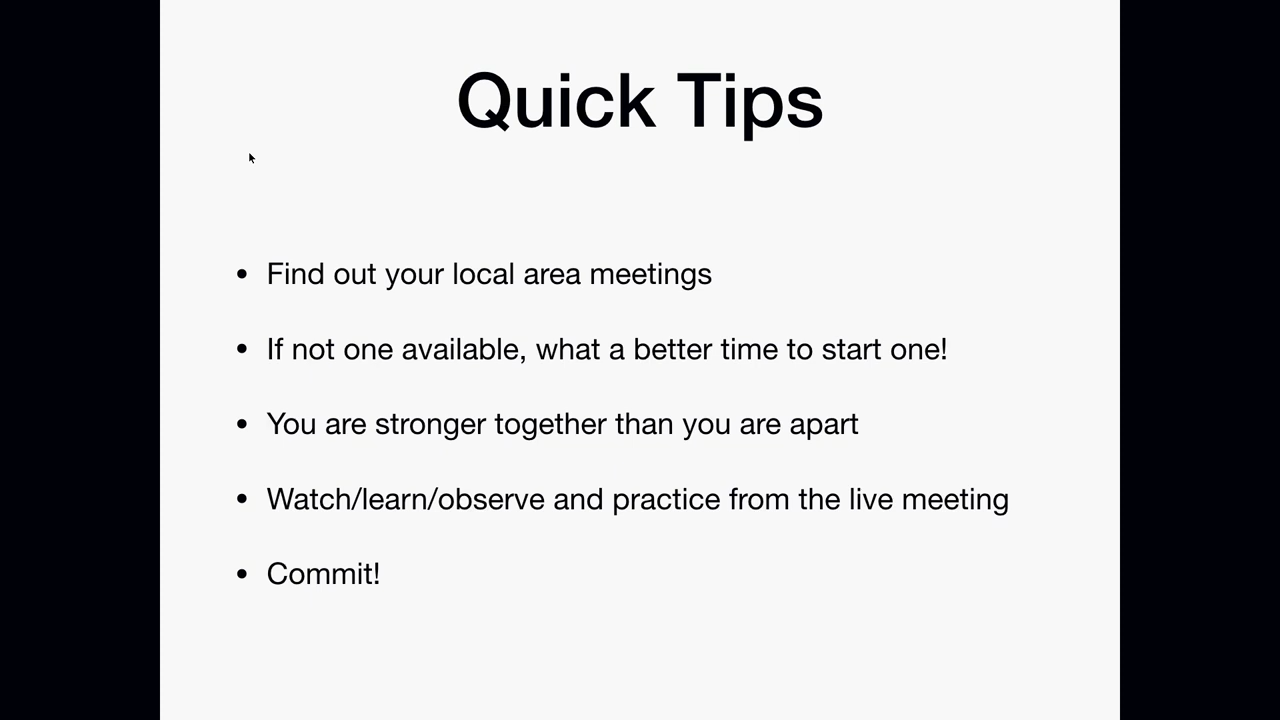 Quick Tips
• Find out your local area meetings
• If not one available, what a better time to start one!
• You are stronger together than you are apart
• Watch/learn/observe and practice from the live meeting
• Commit!